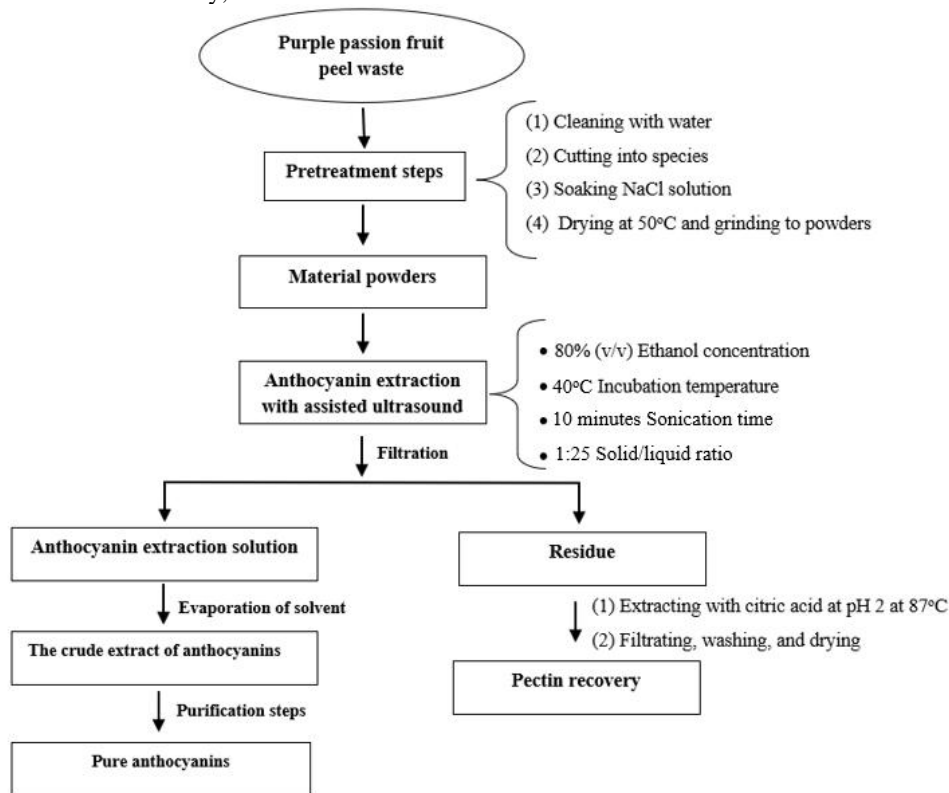 Purple passion fruit
peel waste
(1) Cleaning with water
(2) Cutting into species
Pretreatment steps
(3) Soaking NaCl solution
(4) Drying at 50°C and grinding to powders
Material powders
• 80% (v/v) Ethanol concentration
Anthocyanin extraction
with assisted ultrasound
• 40°C Incubation temperature
• 10 minutes Sonication time
• 1:25 Solid/liquid ratio
Filtration
Anthocyanin extraction solution
Residue
Evaporation of solvent
(1) Extracting with citric acid at pH 2 at 87°C
(2) Filtrating, washing, and drying
The crude extract of anthocyanins
Pectin recovery
Purification steps
Pure anthocyanins